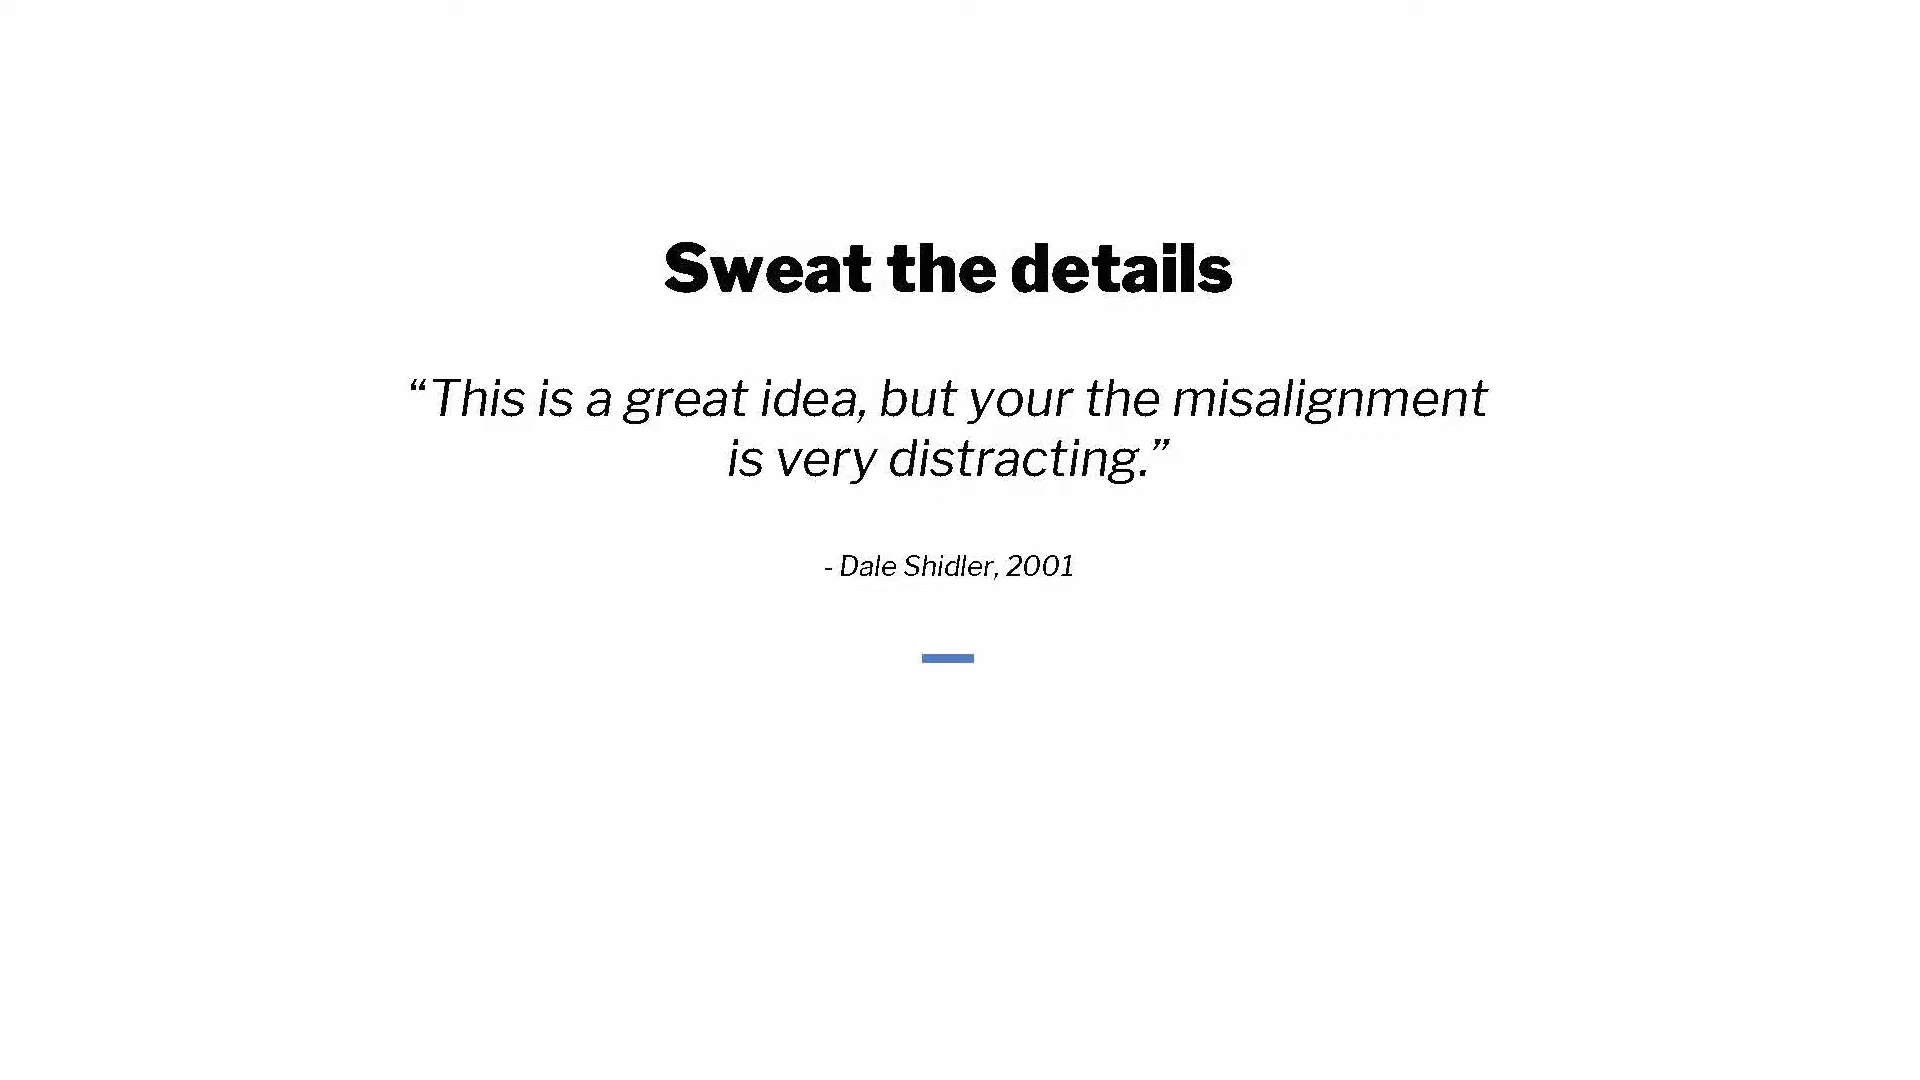 Sweat the details
“This is a great idea, but your the misalignment
is very distracting.”
- Dale Shidler, 2001